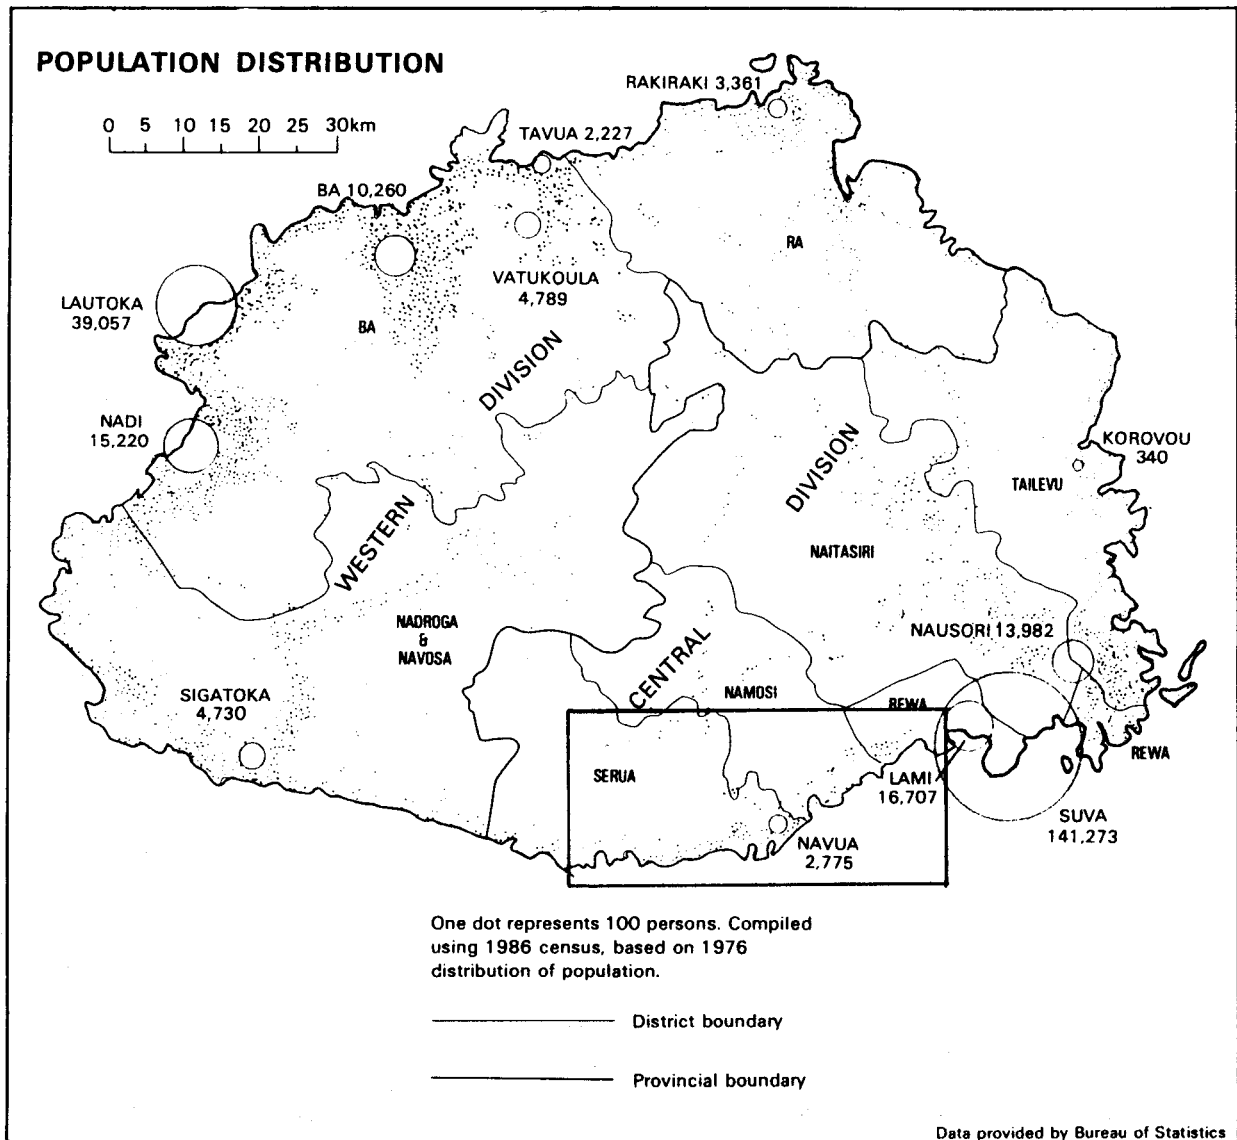 POPULATION DISTRIBUTION
0 5 10 15 20 25 30km
RAKIRAKI 3,361
TAVUA 2,227
BA 10,260
VATUKOULA
4,789
RA
LAUTOKA
39,057
BA
DIVISION
NADI
15,220
KOROVOU
340
DIVISION
TAILEVU
WESTERN
NAITASIRI
NADROGA
&
NAVOSA
NAUSORI 13,982
CENTRAL
SIGATOKA
4,730
NAMOSI
REWA
REWA
SERUA
LAMI
16,707
SUVA
141,273
NAVUA
2,775
One dot represents 100 persons. Compiled
using 1986 census, based on 1976
distribution of population.
District boundary
Provincial boundary
Data provided by Bureau of Statistics